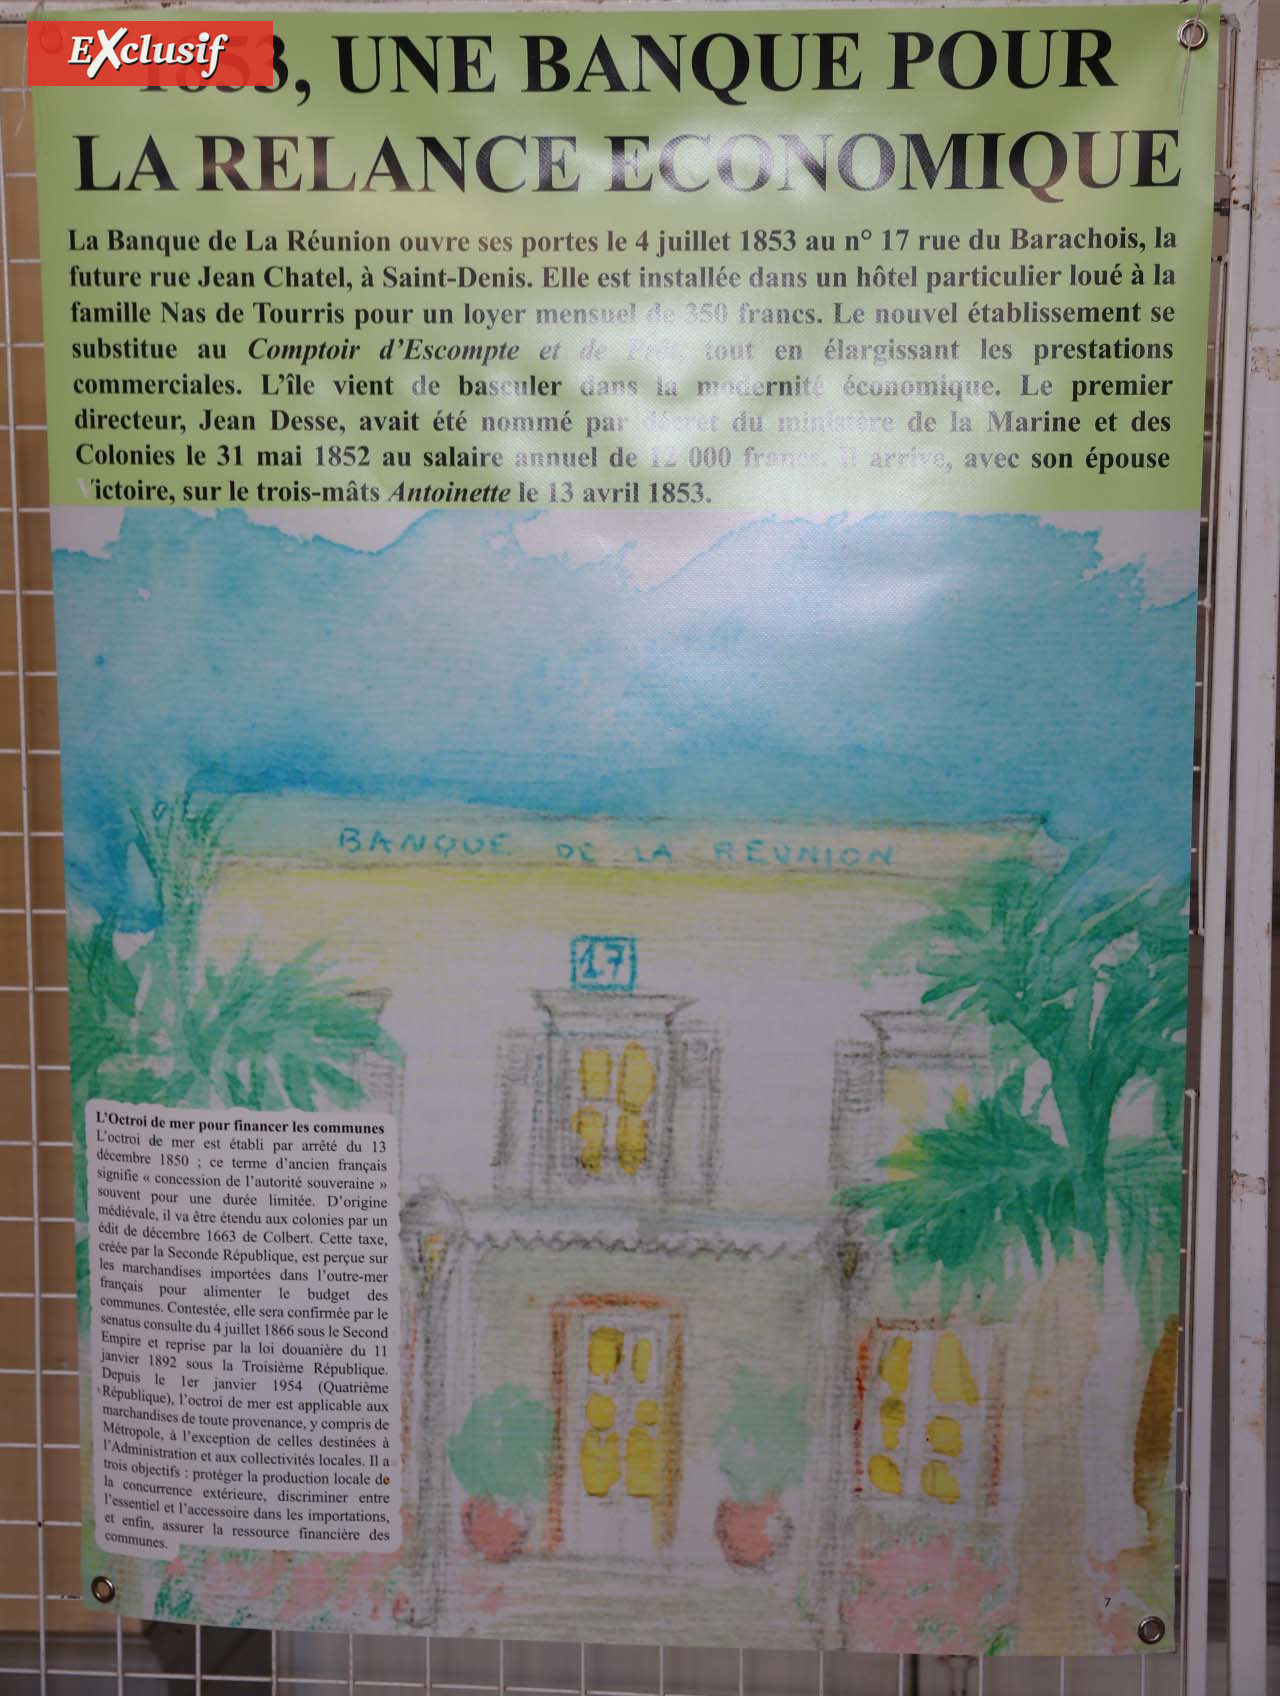 Exclusif
1853, UNE BANQUE POUR
LA RELANCE ECONOMIQUE
La Banque de La Réunion ouvre ses portes le 4 juillet 1853 au n° 17 rue du Barachois, la
future rue Jean Chatel, à Saint-Denis. Elle est installée dans un hôtel particulier loué à la
famille Nas de Tourris pour un loyer mensuel de 350 francs. Le nouvel établissement se
substitue au Comptoir d'Escompte et de Prêt, tout en élargissant les prestations
commerciales. L'île vient de basculer dans la modernité économique. Le premier
directeur, Jean Desse, avait été nommé par décret du ministère de la Marine et des
Colonies le 31 mai 1852 au salaire annuel de 12 000 francs. Il arrive, avec son épouse
Victoire, sur le trois-mâts Antoinette le 13 avril 1853.
BANQUE DE LA RÉUNION
17
L'Octroi de mer pour financer les communes
L'octroi de mer est établi par arrêté du 13
décembre 1850 ; ce terme d'ancien français
signifie « concession de l'autorité souveraine »
souvent pour une durée limitée. D'origine
médiévale, il va être étendu aux colonies par un
édit de décembre 1663 de Colbert. Cette taxe,
créée par la Seconde République, est perçue sur
les marchandises importées dans l'outre-mer
français pour alimenter le budget des
communes. Contestée, elle sera confirmée par le
senatus consulte du 4 juillet 1866 sous le Second
Empire et reprise par la loi douanière du 11
janvier 1892 sous la Troisième République.
Depuis le 1er janvier 1954 (Quatrième
République), l'octroi de mer est applicable aux
marchandises de toute provenance, y compris de
Métropole, à l'exception de celles destinées à
l'Administration et aux collectivités locales. Il a
trois objectifs : protéger la production locale de
la concurrence extérieure, discriminer entre
l'essentiel et l'accessoire dans les importations,
et enfin, assurer la ressource financière des
communes.
7